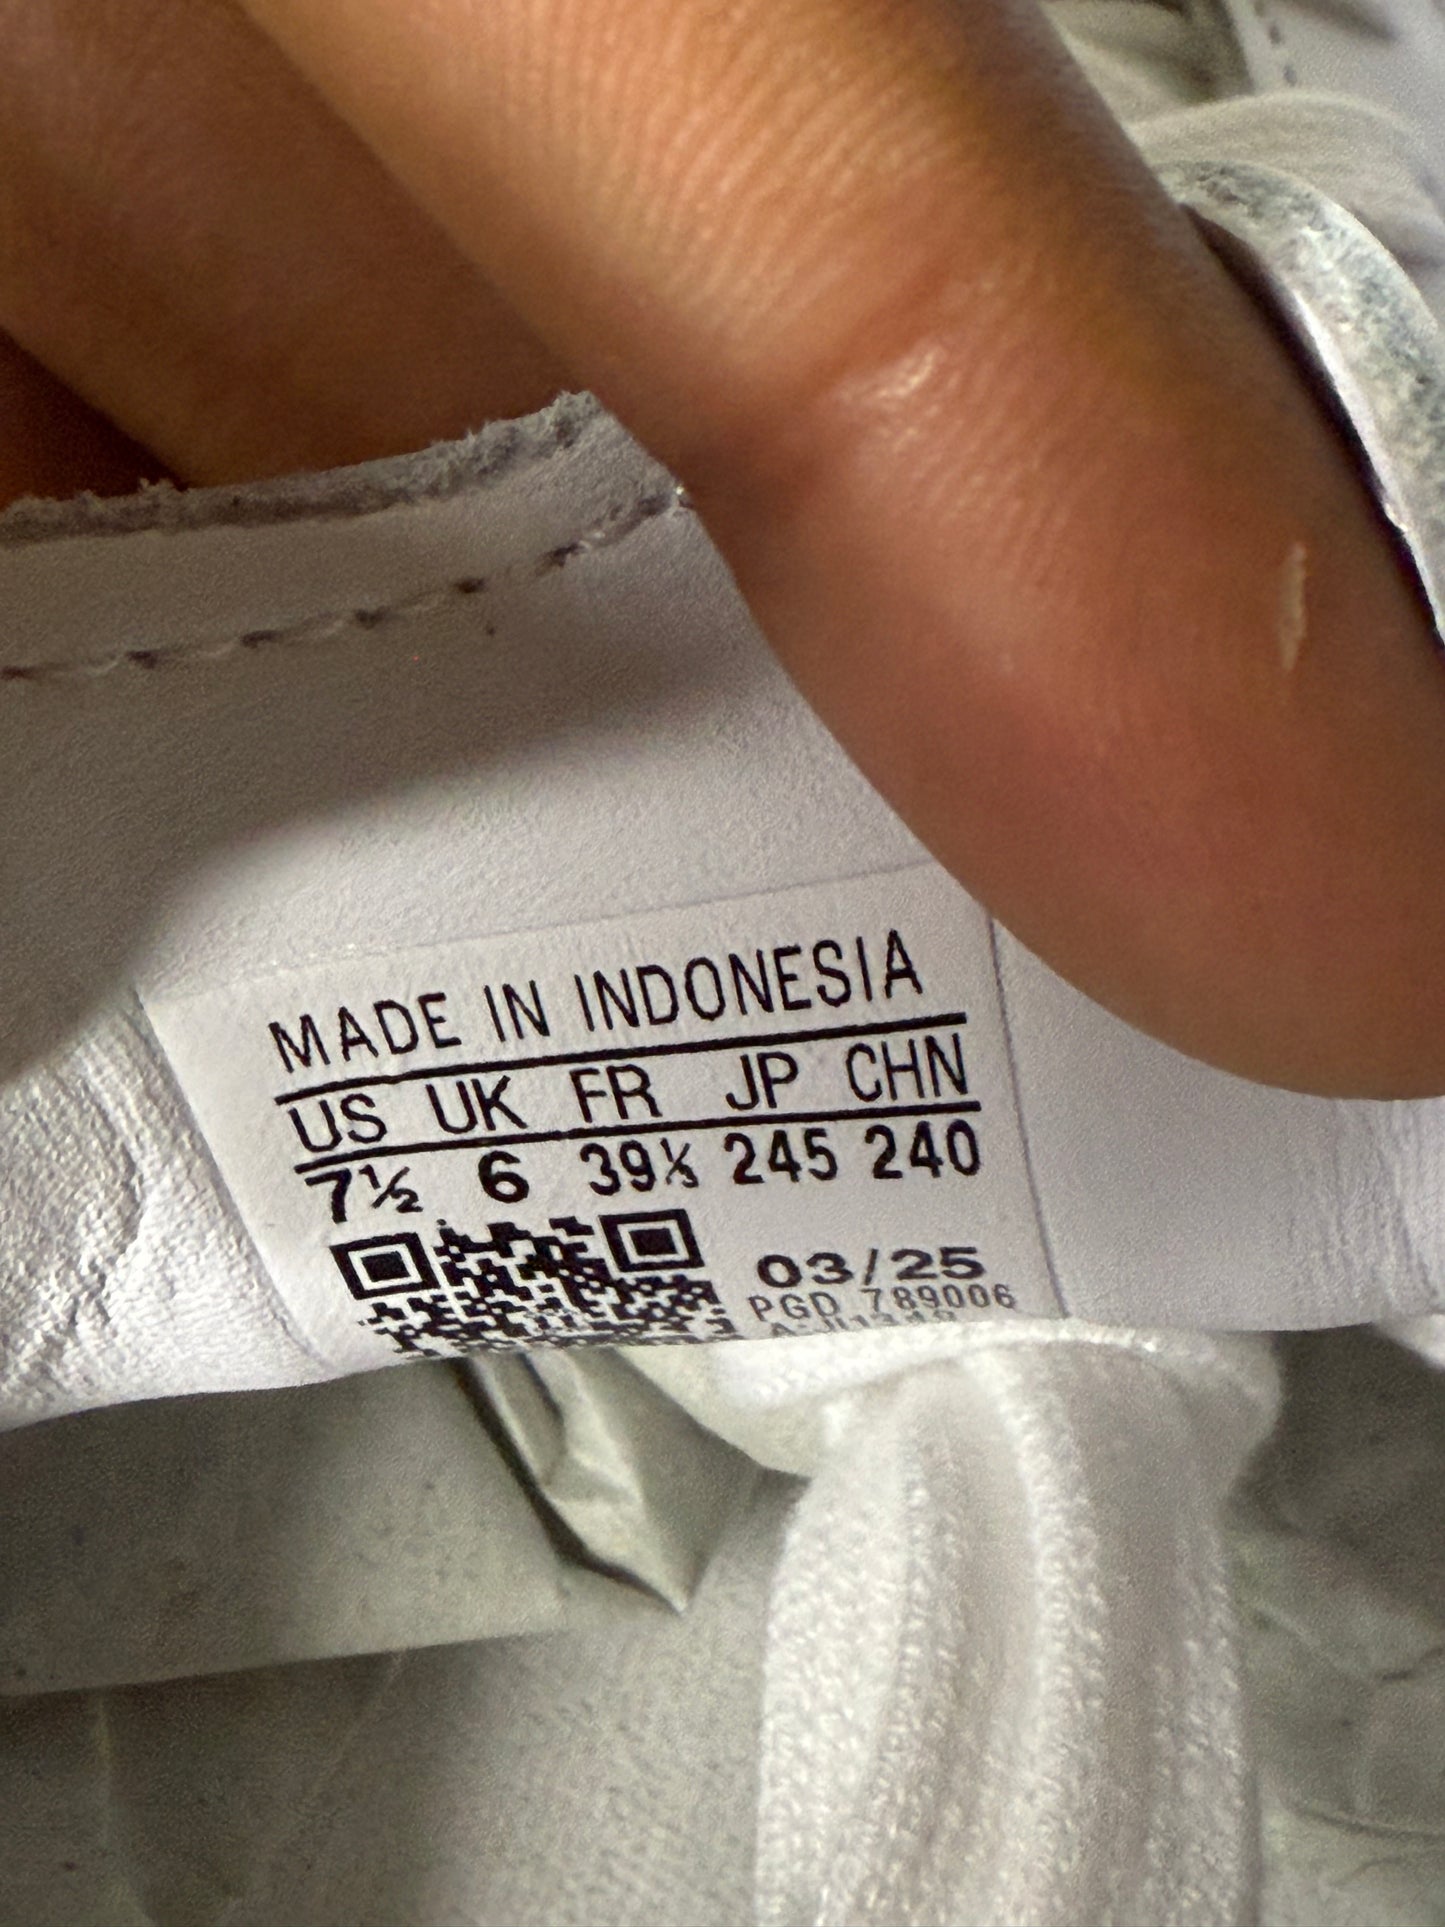 MADE IN INDONESIA
US UK FR JP CHN
7½ 6 39⅓ 245 240
03/25
PGD 789006